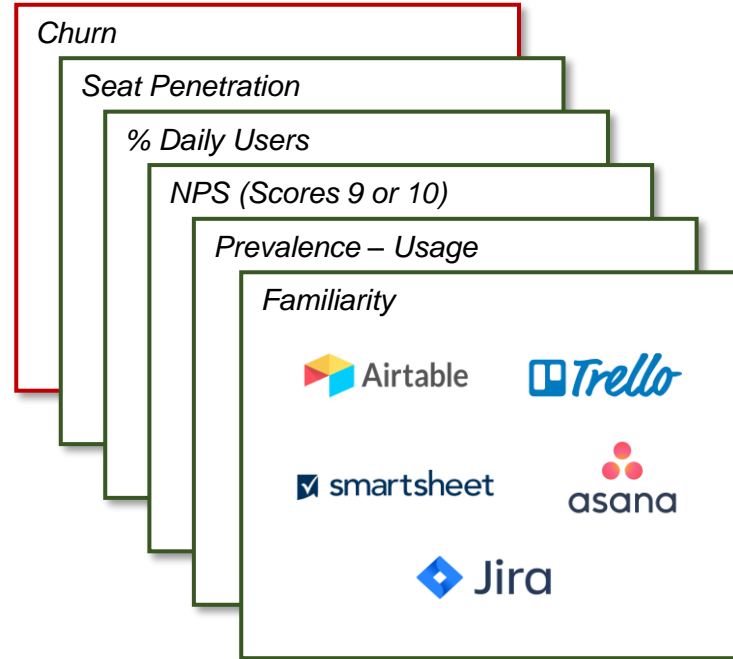 Churn
Seat Penetration
% Daily Users
NPS (Scores 9 or 10)
Prevalence – Usage
Familiarity
Airtable
Trello
smartsheet
asana
Jira